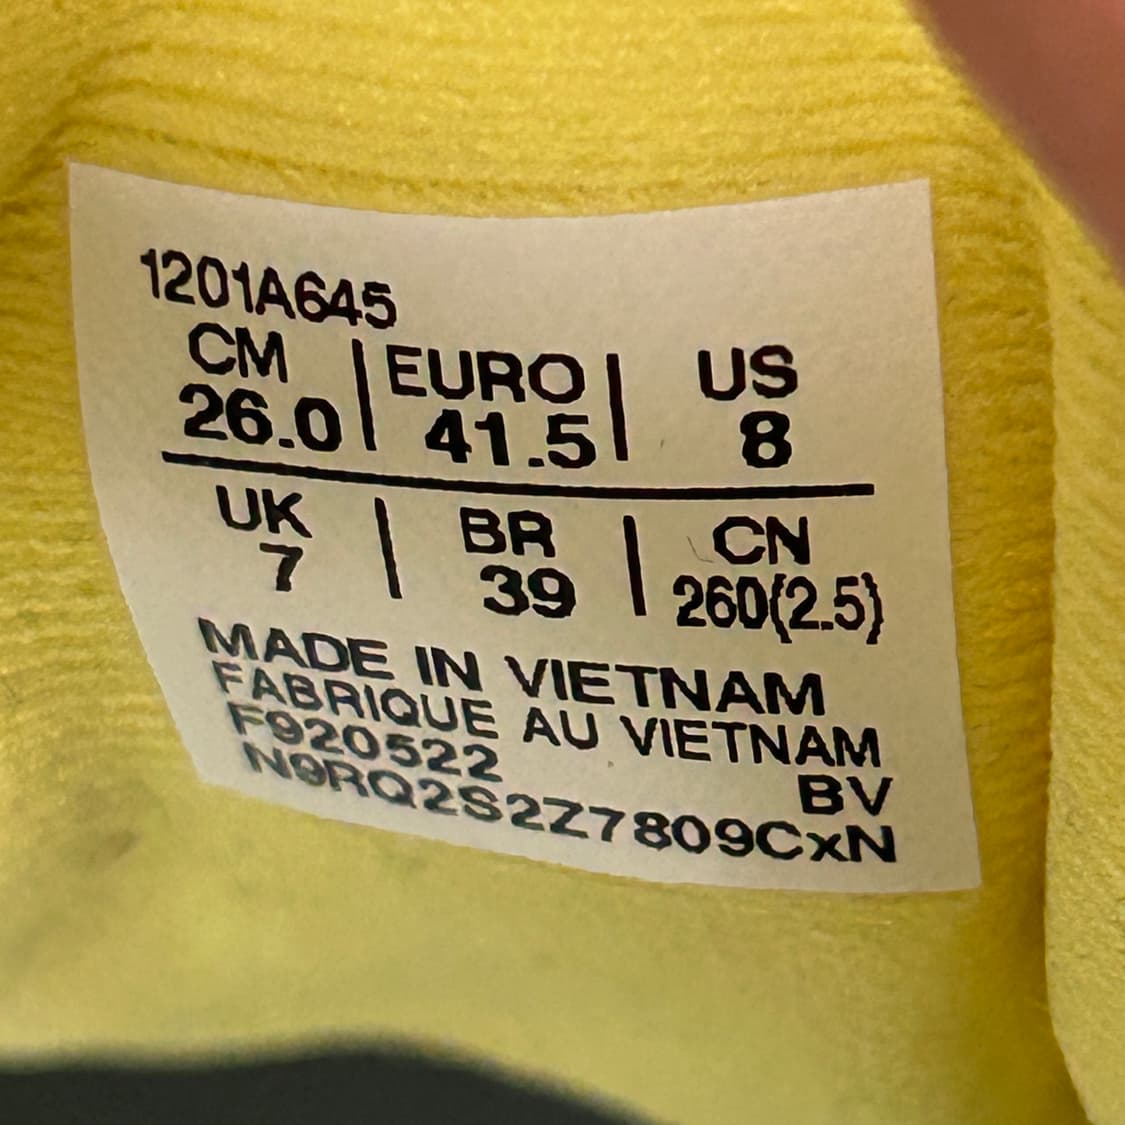 1201A645
CM | EURO | US
26.0 | 41.5 | 8
UK | BR | CN
7 | 39 | 260(2.5)
MADE IN VIETNAM
FABRIQUE AU VIETNAM
F920522 BV
N9RQ2S2Z7809CxN